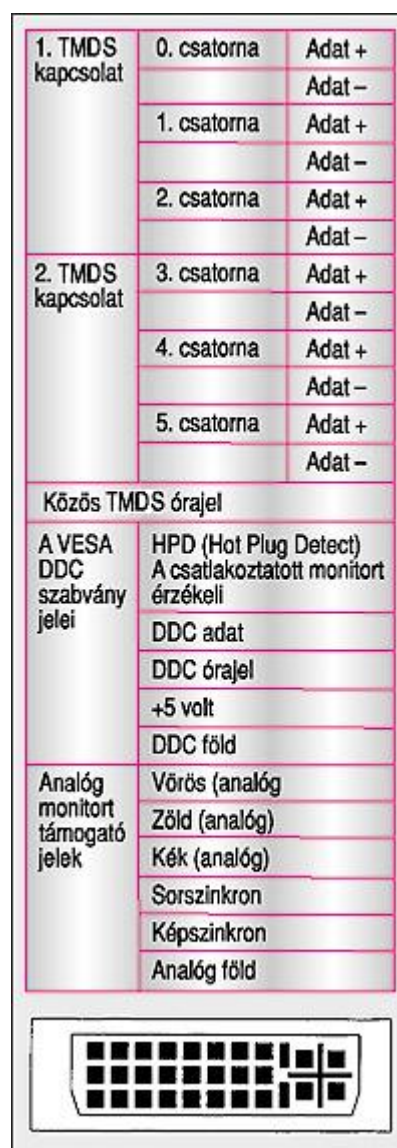 1. TMDS
kapcsolat
0. csatorna Adat +
Adat –
1. csatorna Adat +
Adat –
2. csatorna Adat +
Adat –
2. TMDS
kapcsolat
3. csatorna Adat +
Adat –
4. csatorna Adat +
Adat –
5. csatorna Adat +
Adat –
Közös TMDS órajel
A VESA
DDC
szabvány
jelei
HPD (Hot Plug Detect)
A csatlakoztatott monitort
érzékeli
DDC adat
DDC órajel
+5 volt
DDC föld
Analóg
monitort
támogató
jelek
Vörös (analóg
Zöld (analóg)
Kék (analóg)
Sorszinkron
Képszinkron
Analóg föld